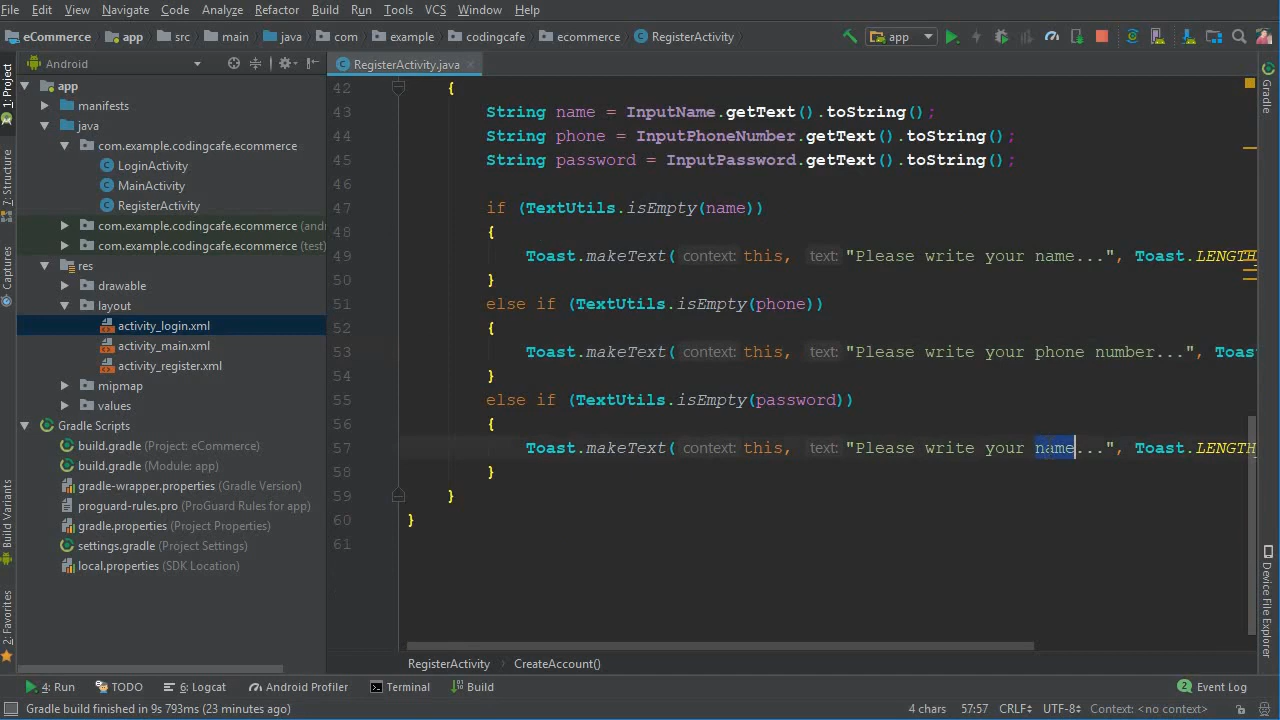 File Edit View Navigate Code Analyze Refactor Build Run Tools VCS Window Help
eCommerce app src main java com example codingcafe ecommerce RegisterActivity app
1: Project
7: Structure
Captures
Build Variants
2: Favorites
Android
app
manifests
java
com.example.codingcafe.ecommerce
LoginActivity
MainActivity
RegisterActivity
com.example.codingcafe.ecommerce (and
com.example.codingcafe.ecommerce (test)
res
drawable
layout
activity_login.xml
activity_main.xml
activity_register.xml
mipmap
values
Gradle Scripts
build.gradle (Project: eCommerce)
build.gradle (Module: app)
gradle-wrapper.properties (Gradle Version)
proguard-rules.pro (ProGuard Rules for app)
gradle.properties (Project Properties)
settings.gradle (Project Settings)
local.properties (SDK Location)
RegisterActivity.java
42 {
43 String name = InputName.getText().toString();
44 String phone = InputPhoneNumber.getText().toString();
45 String password = InputPassword.getText().toString();
46
47 if (TextUtils.isEmpty(name))
48 {
49 Toast.makeText( context: this, text: "Please write your name...", Toast.LENGTH_
50 }
51 else if (TextUtils.isEmpty(phone))
52 {
53 Toast.makeText( context: this, text: "Please write your phone number...", Toast
54 }
55 else if (TextUtils.isEmpty(password))
56 {
57 Toast.makeText( context: this, text: "Please write your name...", Toast.LENGTH_
58 }
59 }
60 }
61
RegisterActivity CreateAccount()
Gradle
Device File Explorer
4: Run TODO 6: Logcat Android Profiler Terminal Build 2 Event Log
Gradle build finished in 9s 793ms (23 minutes ago) 4 chars 57:57 CRLF UTF-8 Context: <no context>